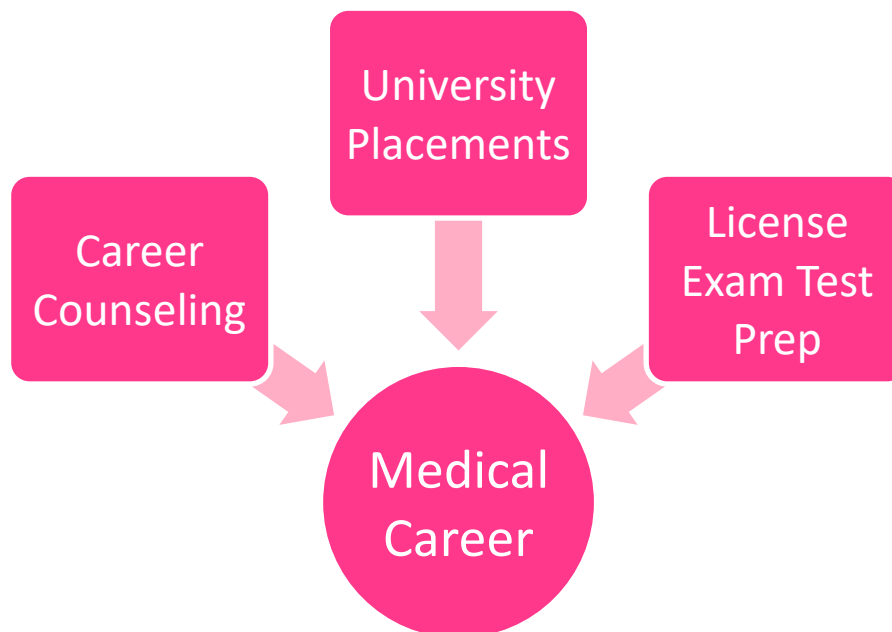 University
Placements
Career
Counseling
License
Exam Test
Prep
Medical
Career